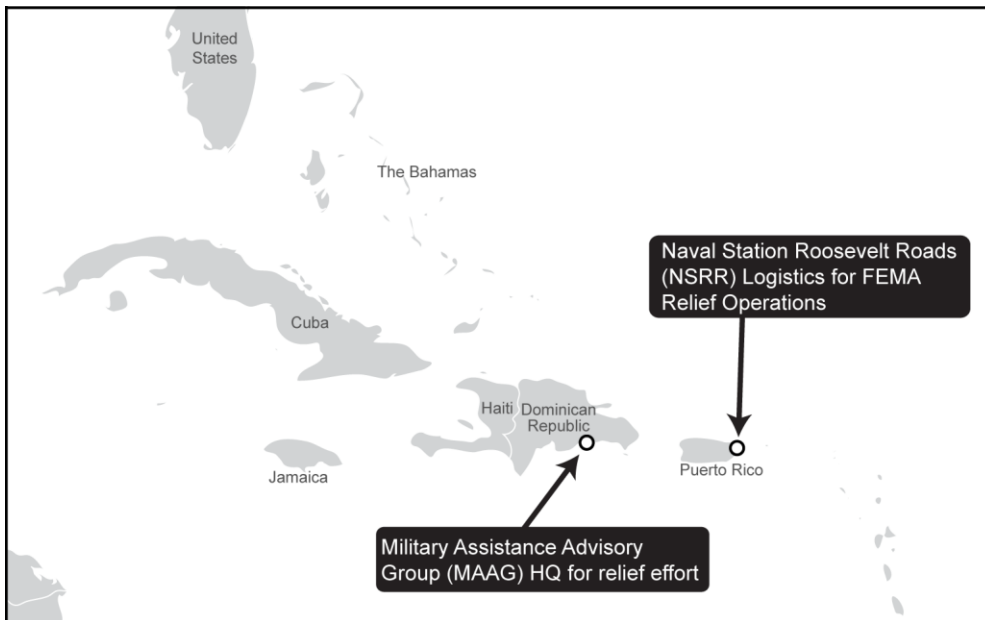 United
States
The Bahamas
Naval Station Roosevelt Roads
(NSRR) Logistics for FEMA
Relief Operations
Cuba
Haiti
Dominican
Republic
Jamaica
Puerto Rico
Military Assistance Advisory
Group (MAAG) HQ for relief effort